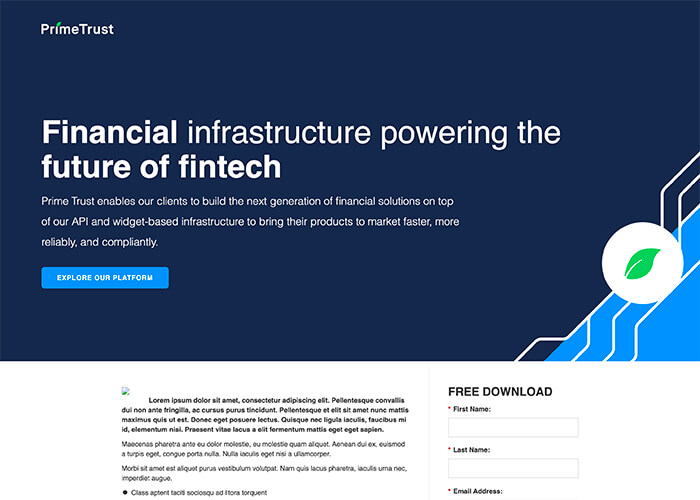 PrimeTrust
Financial infrastructure powering the
future of fintech
Prime Trust enables our clients to build the next generation of financial solutions on top
of our API and widget-based infrastructure to bring their products to market faster, more
reliably, and compliantly.
EXPLORE OUR PLATFORM
Lorem ipsum dolor sit amet, consectetur adipiscing elit. Pellentesque convallis
dui non ante fringilla, ac cursus purus tincidunt. Pellentesque et elit sit amet nunc mattis
maximus quis ut est. Donec eget posuere lectus. Quisque nec ligula iaculis, faucibus mi
id, elementum nisi. Praesent vitae lacus a elit fermentum mattis eget eget sapien.
Maecenas pharetra ante eu dolor molestie, eu molestie quam aliquet. Aenean dui ex, euismod
a turpis eget, congue porta nulla. Nulla iaculis eget nisi a ullamcorper.
Morbi sit amet est aliquet purus vestibulum volutpat. Nam quis lacus pharetra, iaculis urna nec,
imperdiet augue.
Class aptent taciti sociosqu ad litora torquent
FREE DOWNLOAD
* First Name:
* Last Name:
* Email Address: